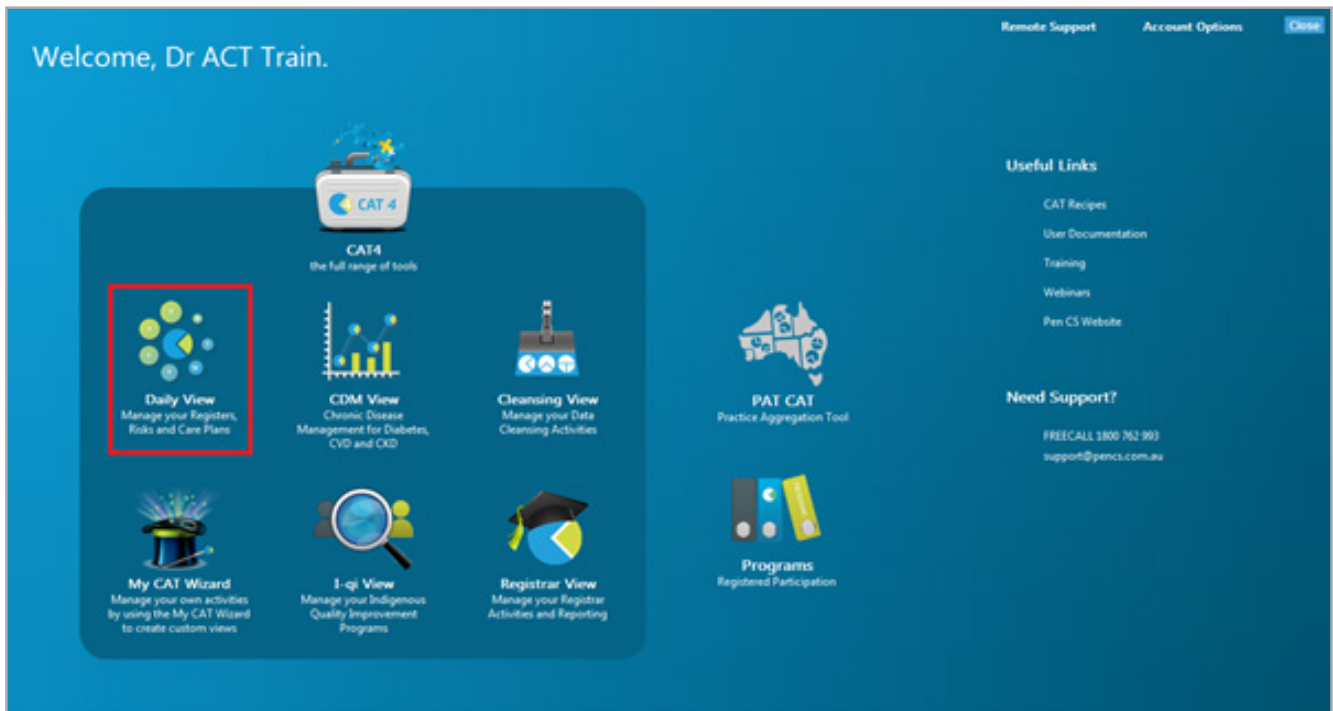 Remote Support
Account Options
Close
Welcome, Dr ACT Train.
CAT 4
CAT4
the full range of tools
Daily View
Manage your Registers,
Risks and Care Plans
CDM View
Chronic Disease
Management for Diabetes,
CVD and CKD
Cleansing View
Manage your Data
Cleansing Activities
My CAT Wizard
Manage your own activities
by using the My CAT Wizard
to create custom views
I-qi View
Manage your Indigenous
Quality Improvement
Programs
Registrar View
Manage your Registrar
Activities and Reporting
PAT CAT
Practice Aggregation Tool
Programs
Registered Participation
Useful Links
CAT Recipes
User Documentation
Training
Webinars
Pen CS Website
Need Support?
FREECALL 1800 762 993
support@pencs.com.au